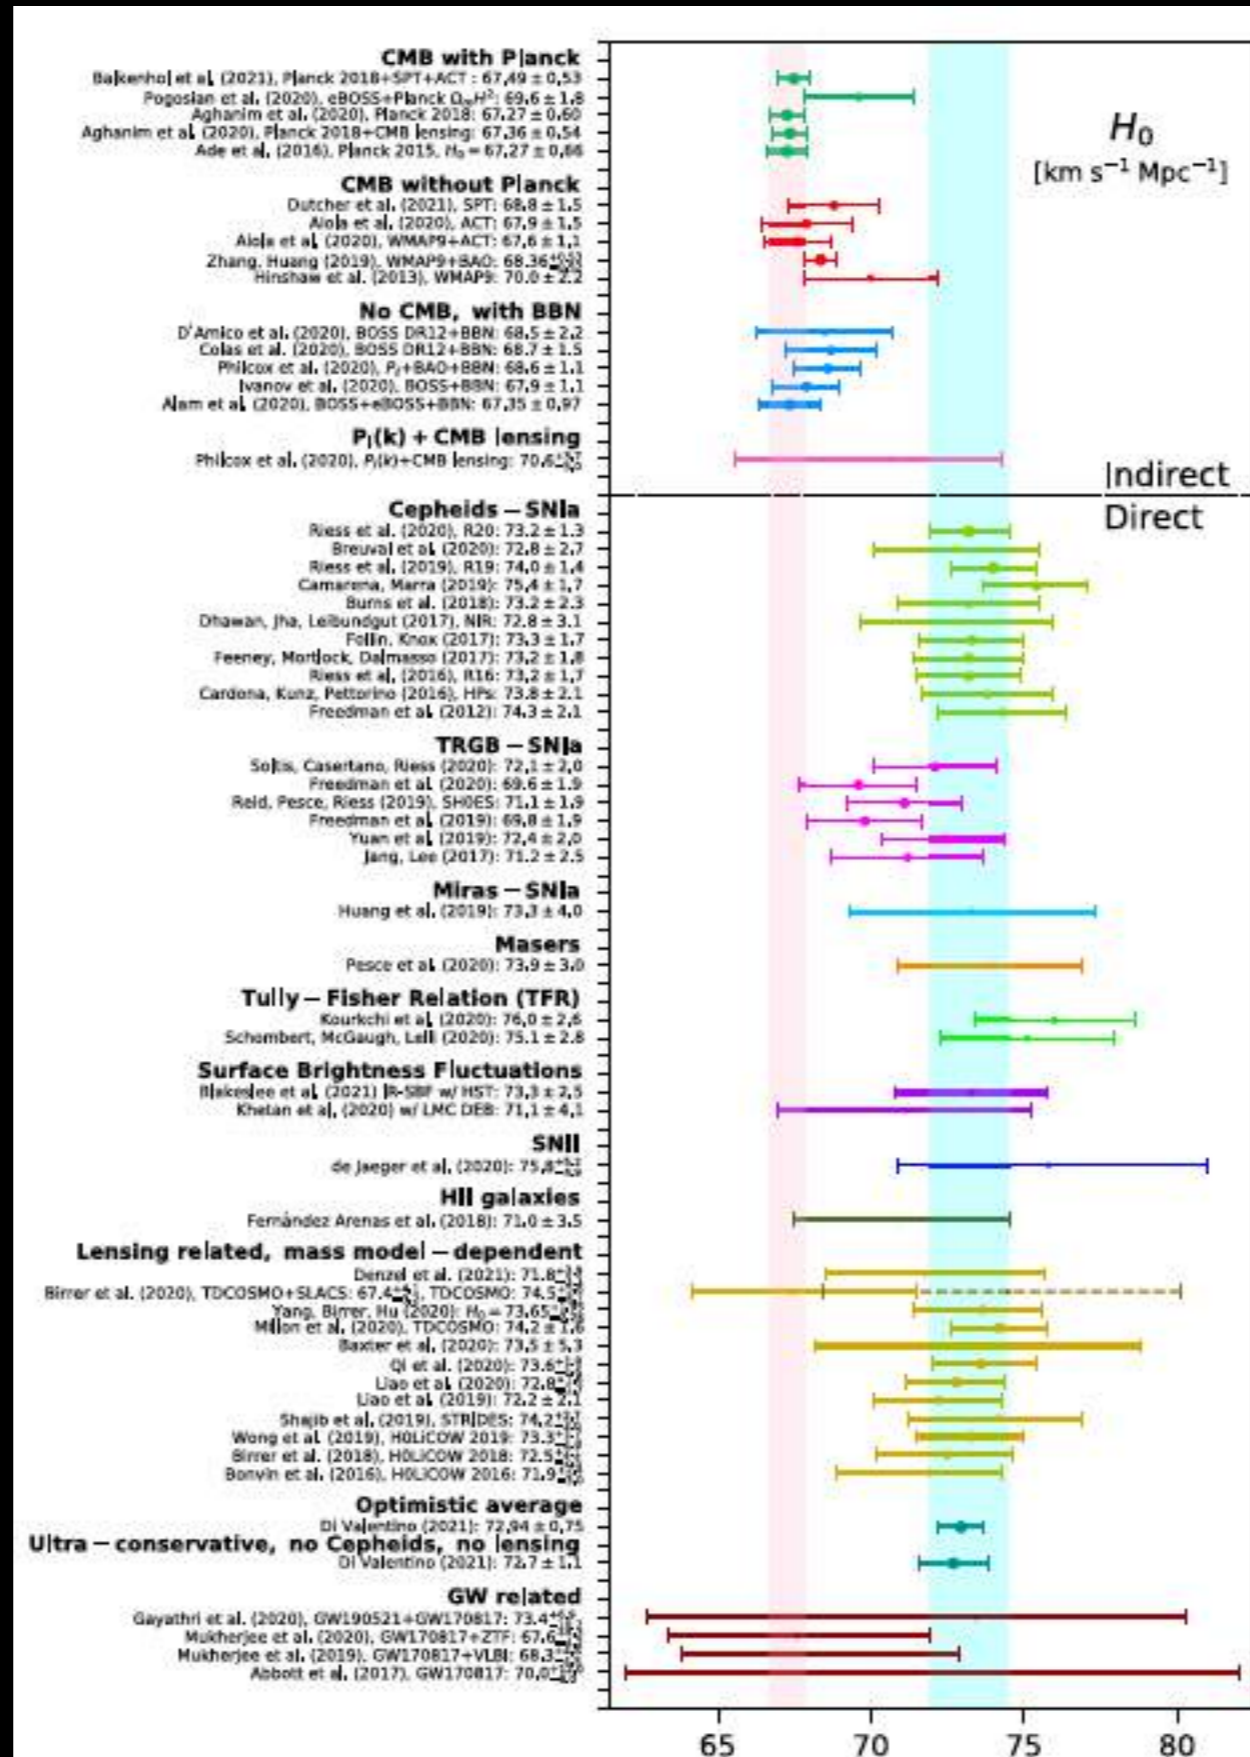 CMB with Planck
Balkenhol et al. (2021), Planck 2018+SPT+ACT : 67.49 ± 0.53
Pogosian et al. (2020), eBOSS+Planck ΩₘH²: 69.6 ± 1.8
Aghanim et al. (2020), Planck 2018: 67.27 ± 0.60
Aghanim et al. (2020), Planck 2018+CMB lensing: 67.36 ± 0.54
Ade et al. (2016), Planck 2015, H₀ = 67.27 ± 0.66
CMB without Planck
Dutcher et al. (2021), SPT: 68.8 ± 1.5
Aiola et al. (2020), ACT: 67.9 ± 1.5
Aiola et al. (2020), WMAP9+ACT: 67.6 ± 1.1
Zhang, Huang (2019), WMAP9+BAO: 68.36
Hinshaw et al. (2013), WMAP9: 70.0 ± 2.2
No CMB, with BBN
D'Amico et al. (2020), BOSS DR12+BBN: 68.5 ± 2.2
Colas et al. (2020), BOSS DR12+BBN: 68.7 ± 1.5
Philcox et al. (2020), Pₗ+BAO+BBN: 68.6 ± 1.1
Ivanov et al. (2020), BOSS+BBN: 67.9 ± 1.1
Alam et al. (2020), BOSS+eBOSS+BBN: 67.35 ± 0.97
Pₗ(k) + CMB lensing
Philcox et al. (2020), Pₗ(k)+CMB lensing: 70.6
Cepheids – SNIa
Riess et al. (2020), R20: 73.2 ± 1.3
Breuval et al. (2020): 72.8 ± 2.7
Riess et al. (2019), R19: 74.0 ± 1.4
Camarena, Marra (2019): 75.4 ± 1.7
Burns et al. (2018): 73.2 ± 2.3
Dhawan, Jha, Leibundgut (2017), NIR: 72.8 ± 3.1
Follin, Knox (2017): 73.3 ± 1.7
Feeney, Mortlock, Dalmasso (2017): 73.2 ± 1.8
Riess et al. (2016), R16: 73.2 ± 1.7
Cardona, Kunz, Pettorino (2016), HPs: 73.8 ± 2.1
Freedman et al. (2012): 74.3 ± 2.1
TRGB – SNIa
Soltis, Casertano, Riess (2020): 72.1 ± 2.0
Freedman et al. (2020): 69.6 ± 1.9
Reid, Pesce, Riess (2019), SH0ES: 71.1 ± 1.9
Freedman et al. (2019): 69.8 ± 1.9
Yuan et al. (2019): 72.4 ± 2.0
Jang, Lee (2017): 71.2 ± 2.5
Miras – SNIa
Huang et al. (2019): 73.3 ± 4.0
Masers
Pesce et al. (2020): 73.9 ± 3.0
Tully – Fisher Relation (TFR)
Kourkchi et al. (2020): 76.0 ± 2.6
Schombert, McGaugh, Lelli (2020): 75.1 ± 2.8
Surface Brightness Fluctuations
Blakeslee et al. (2021) IR-SBF w/ HST: 73.3 ± 2.5
Khetan et al. (2020) w/ LMC DEB: 71.1 ± 4.1
SNII
de Jaeger et al. (2020): 75.8
HII galaxies
Fernández Arenas et al. (2018): 71.0 ± 3.5
Lensing related, mass model – dependent
Denzel et al. (2021): 71.8
Birrer et al. (2020), TDCOSMO+SLACS: 67.4 , TDCOSMO: 74.5
Yang, Birrer, Hu (2020): H₀ = 73.65
Millon et al. (2020), TDCOSMO: 74.2 ± 1.6
Baxter et al. (2020): 73.5 ± 5.3
Qi et al. (2020): 73.6
Liao et al. (2020): 72.8
Liao et al. (2019): 72.2 ± 2.1
Shajib et al. (2019), STRIDES: 74.2
Wong et al. (2019), H0LiCOW 2019: 73.3
Birrer et al. (2018), H0LiCOW 2018: 72.5
Bonvin et al. (2016), H0LiCOW 2016: 71.9
Optimistic average
Di Valentino (2021): 72.94 ± 0.75
Ultra – conservative, no Cepheids, no lensing
Di Valentino (2021): 72.7 ± 1.1
GW related
Gayathri et al. (2020), GW190521+GW170817: 73.4
Mukherjee et al. (2020), GW170817+ZTF: 67.6
Mukherjee et al. (2019), GW170817+VLBI: 68.3
Abbott et al. (2017), GW170817: 70.0
H₀
[km s⁻¹ Mpc⁻¹]
Indirect
Direct
65 70 75 80